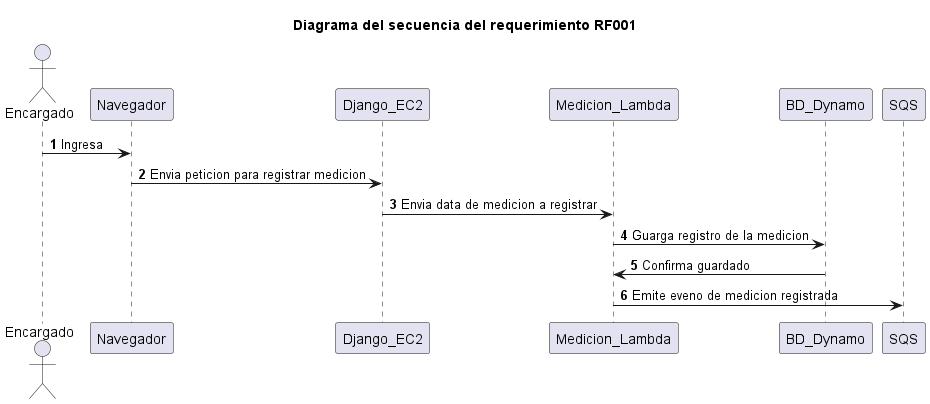 Diagrama del secuencia del requerimiento RF001
Encargado
Navegador
Django_EC2
Medicion_Lambda
BD_Dynamo
SQS
1 Ingresa
2 Envia peticion para registrar medicion
3 Envia data de medicion a registrar
4 Guarga registro de la medicion
5 Confirma guardado
6 Emite eveno de medicion registrada
Encargado
Navegador
Django_EC2
Medicion_Lambda
BD_Dynamo
SQS